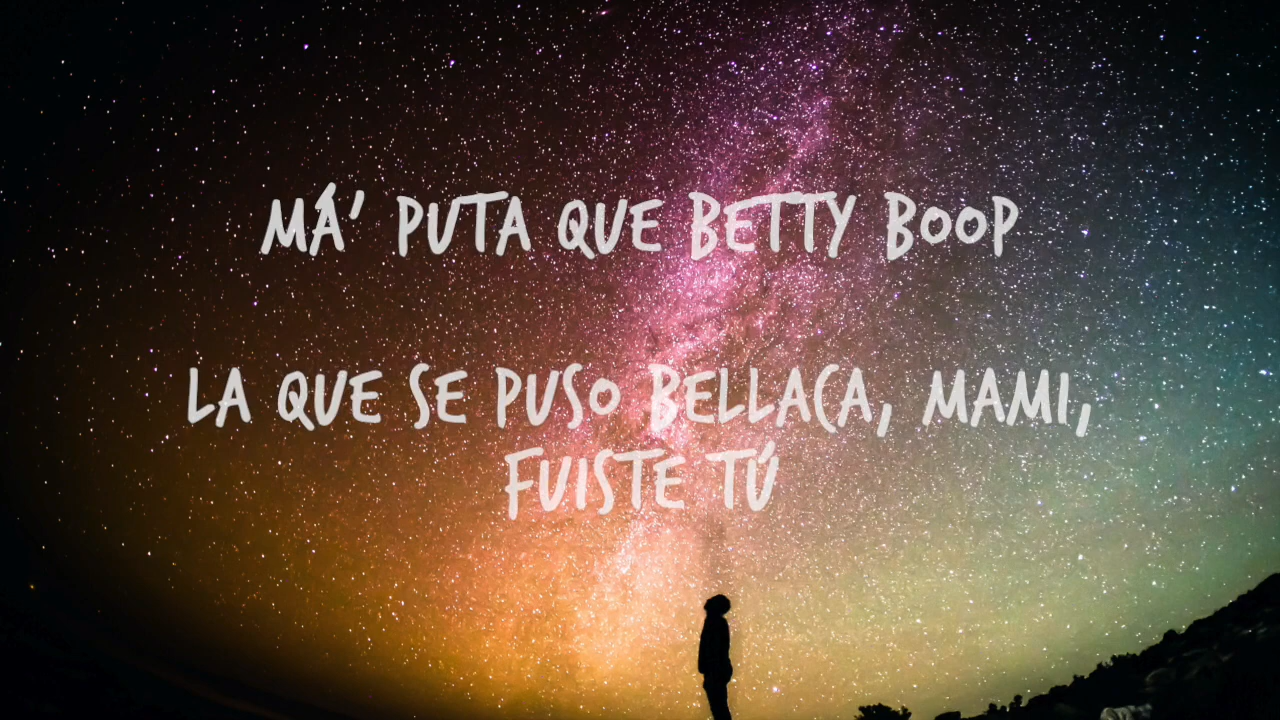 MÁ' PUTA QUE BETTY BOOP
LA QUE SE PUSO BELLACA, MAMI,
FUISTE TÚ